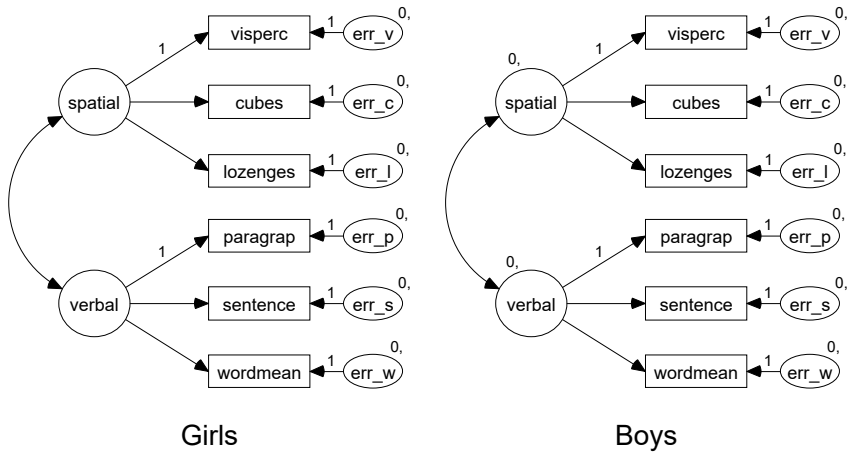 0,
1
visperc
1
err_v
0,
spatial
cubes
1
err_c
0,
lozenges
1
err_l
0,
1
paragrap
1
err_p
0,
verbal
sentence
1
err_s
0,
wordmean
1
err_w
Girls
0,
1
visperc
1
err_v
0,
0,
spatial
cubes
1
err_c
0,
lozenges
1
err_l
0,
1
paragrap
1
err_p
0,
0,
verbal
sentence
1
err_s
0,
wordmean
1
err_w
Boys